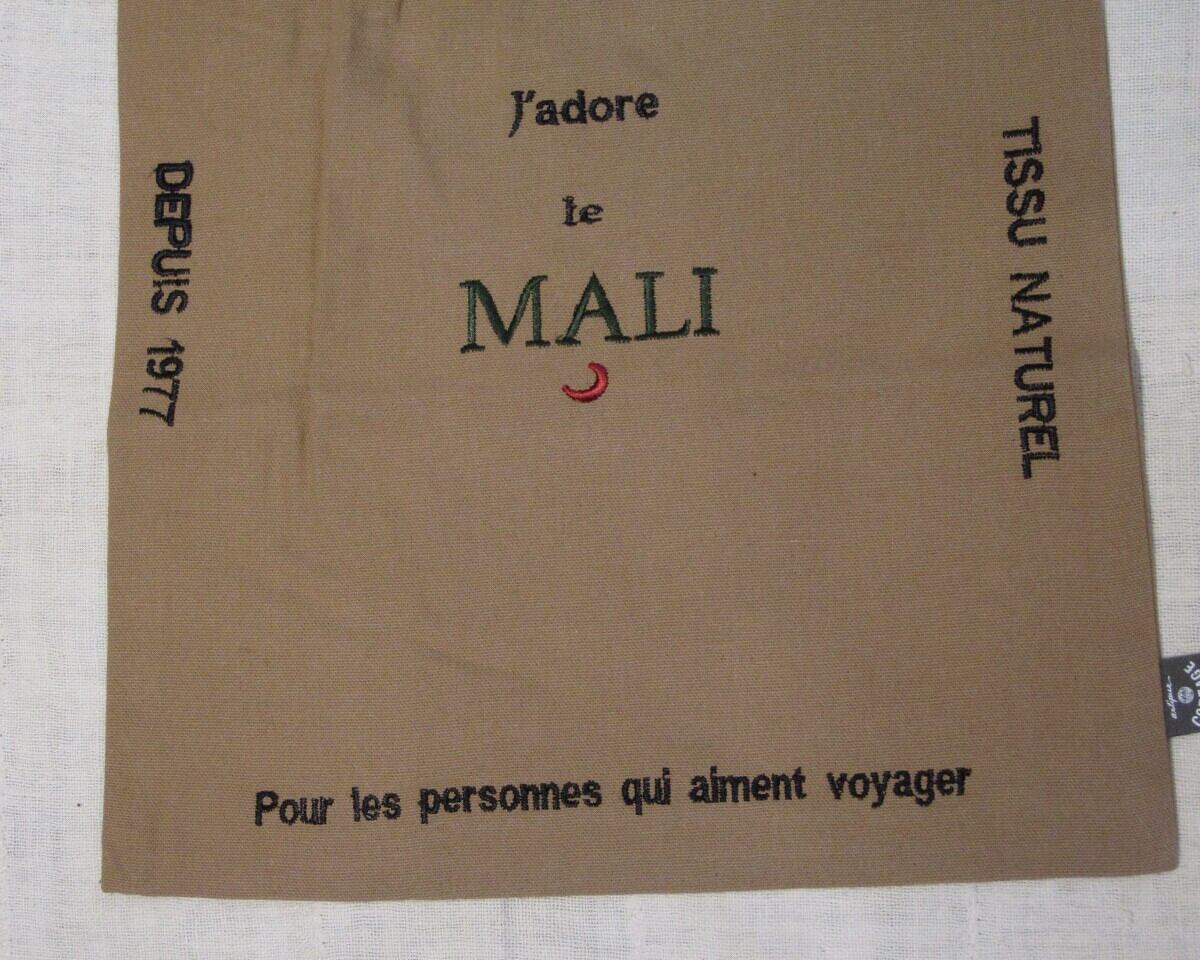 J'adore
le
MALI
DEPUIS 1977
TISSU NATUREL
Pour les personnes qui aiment voyager